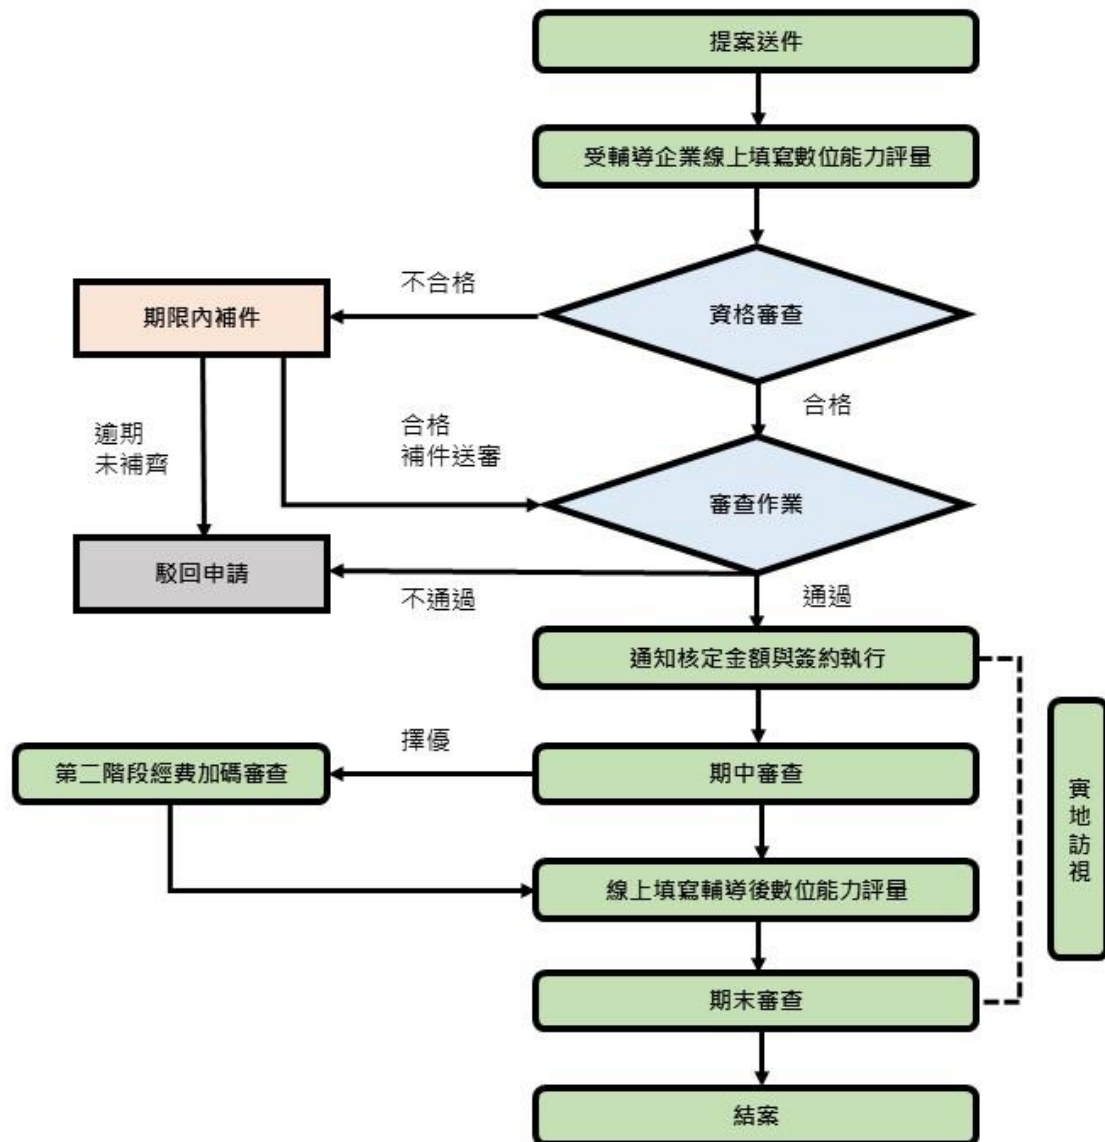 提案送件
受輔導企業線上填寫數位能力評量
不合格
期限內補件
資格審查
合格
逾期
未補齊
合格
補件送審
審查作業
駁回申請
不通過
通過
通知核定金額與簽約執行
擇優
第二階段經費加碼審查
期中審查
實地訪視
線上填寫輔導後數位能力評量
期末審查
結案